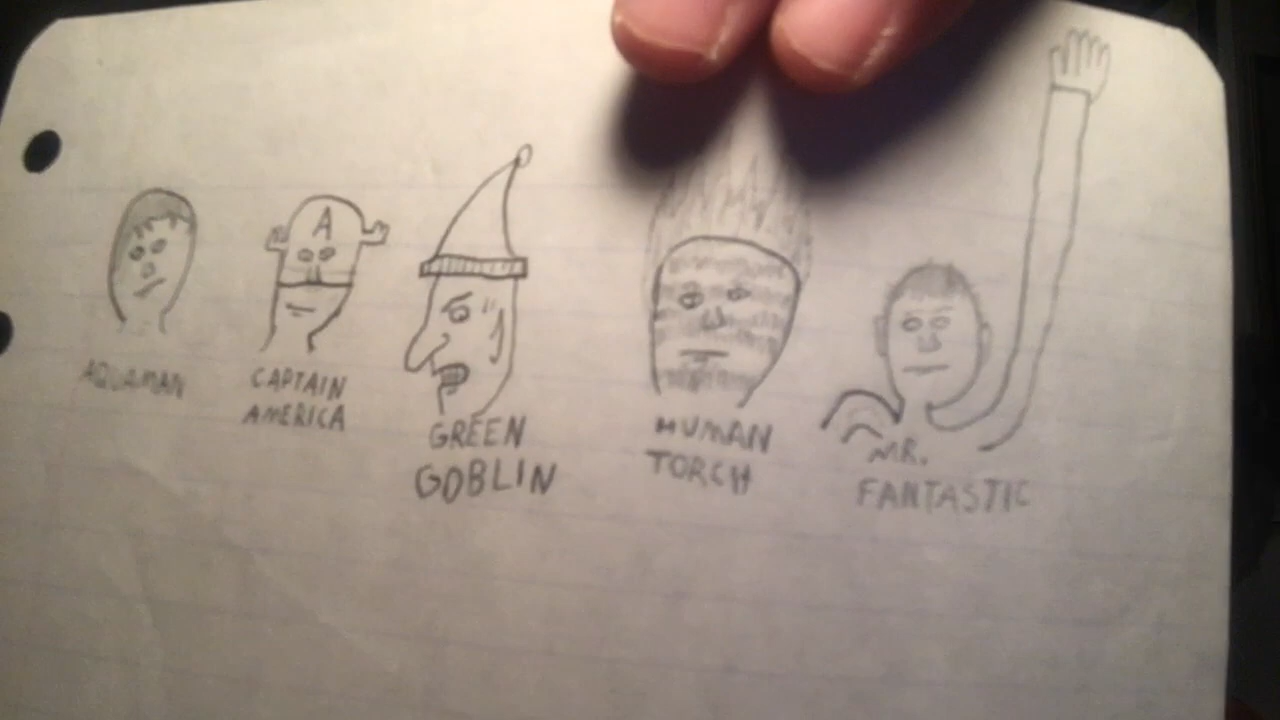 A
AQUAMAN
CAPTAIN
AMERICA
GREEN
GOBLIN
HUMAN
TORCH
MR.
FANTASTIC